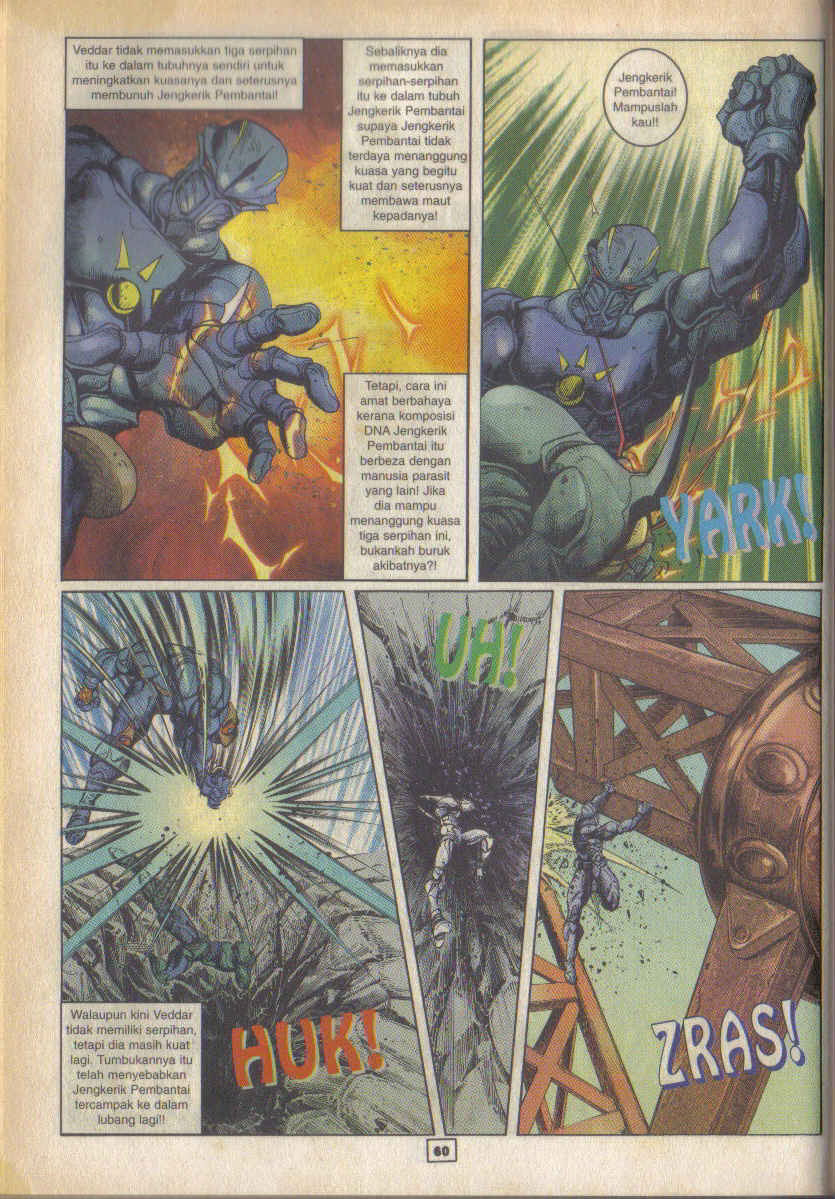 Veddar tidak memasukkan tiga serpihan
itu ke dalam tubuhnya sendiri untuk
meningkatkan kuasanya dan seterusnya
membunuh Jengkerik Pembantai!
Sebaliknya dia
memasukkan
serpihan-serpihan
itu ke dalam tubuh
Jengkerik Pembantai
supaya Jengkerik
Pembantai tidak
terdaya menanggung
kuasa yang begitu
kuat dan seterusnya
membawa maut
kepadanya!
Tetapi, cara ini
amat berbahaya
kerana komposisi
DNA Jengkerik
Pembantai itu
berbeza dengan
manusia parasit
yang lain! Jika
dia mampu
menanggung kuasa
tiga serpihan ini,
bukankah buruk
akibatnya?!
Jengkerik
Pembantai!
Mampuslah
kau!!
YARK!
Walaupun kini Veddar
tidak memiliki serpihan,
tetapi dia masih kuat
lagi. Tumbukannya itu
telah menyebabkan
Jengkerik Pembantai
tercampak ke dalam
lubang lagi!!
HUK!
UH!
ZRAS!
60